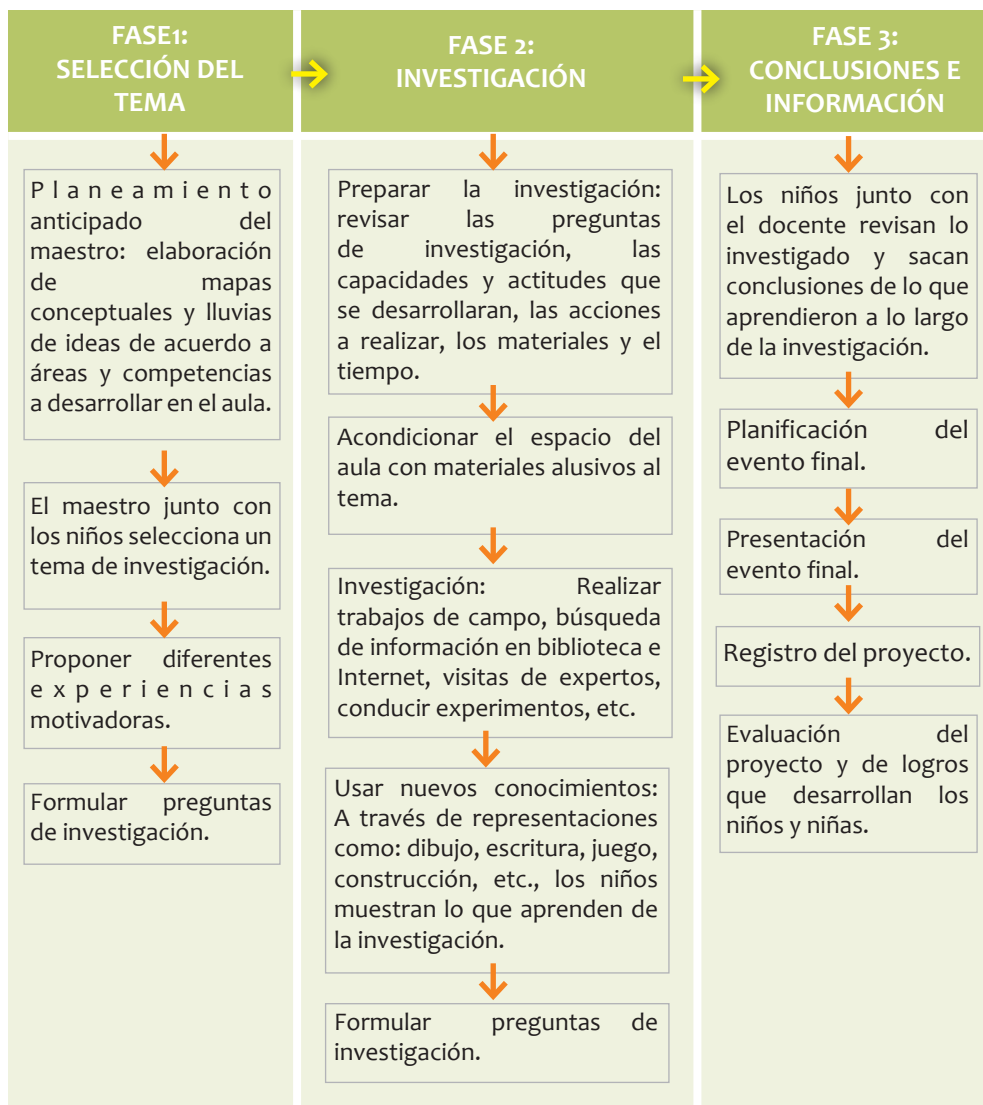 FASE1:
SELECCIÓN DEL
TEMA
Planeamiento
anticipado del
maestro: elaboración
de mapas
conceptuales y lluvias
de ideas de acuerdo a
áreas y competencias
a desarrollar en el aula.
El maestro junto con
los niños selecciona un
tema de investigación.
Proponer diferentes
experiencias
motivadoras.
Formular preguntas
de investigación.
FASE 2:
INVESTIGACIÓN
Preparar la investigación:
revisar las preguntas
de investigación, las
capacidades y actitudes que
se desarrollaran, las acciones
a realizar, los materiales y el
tiempo.
Acondicionar el espacio del
aula con materiales alusivos al
tema.
Investigación: Realizar
trabajos de campo, búsqueda
de información en biblioteca e
Internet, visitas de expertos,
conducir experimentos, etc.
Usar nuevos conocimientos:
A través de representaciones
como: dibujo, escritura, juego,
construcción, etc., los niños
muestran lo que aprenden de
la investigación.
Formular preguntas de
investigación.
FASE 3:
CONCLUSIONES E
INFORMACIÓN
Los niños junto con
el docente revisan lo
investigado y sacan
conclusiones de lo que
aprendieron a lo largo
de la investigación.
Planificación del
evento final.
Presentación del
evento final.
Registro del proyecto.
Evaluación del
proyecto y de logros
que desarrollan los
niños y niñas.